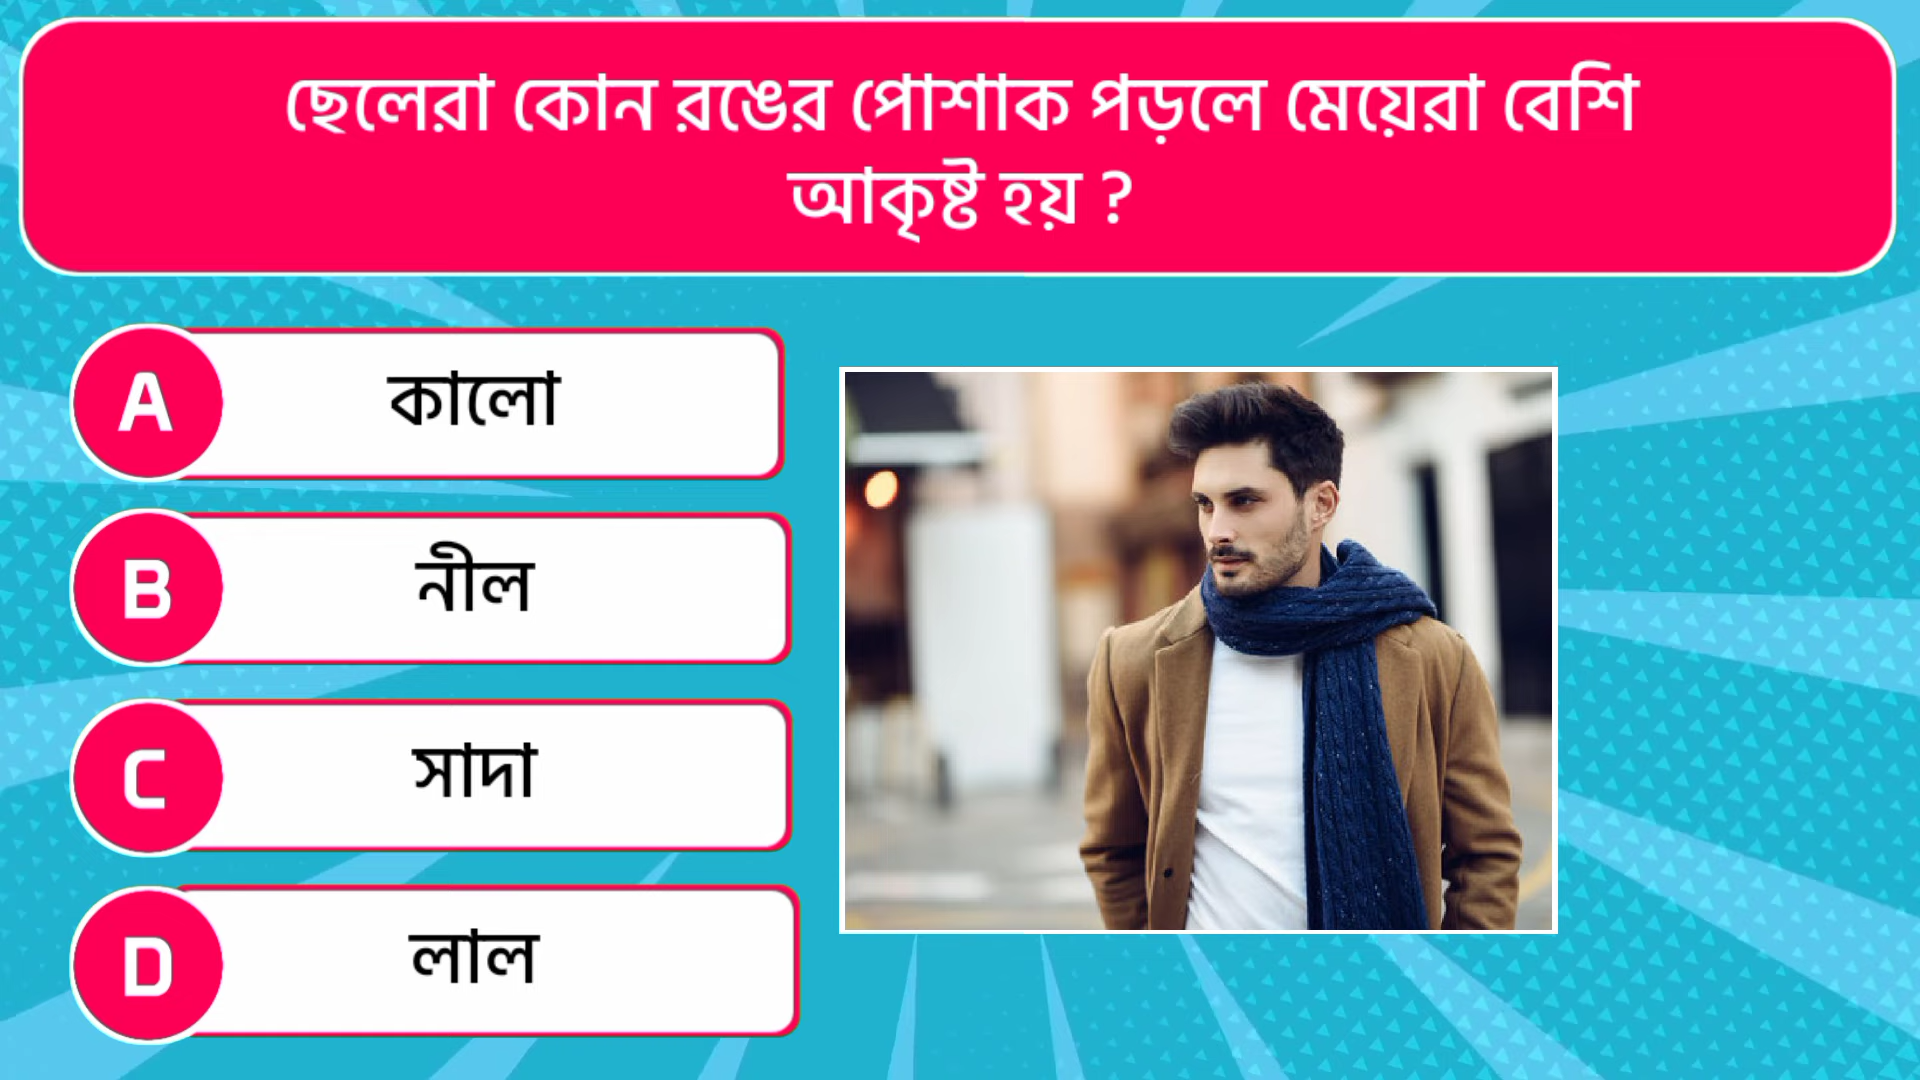 ছেলেরা কোন রঙের পোশাক পড়লে মেয়েরা বেশি
আকৃষ্ট হয় ?
A কালো
B নীল
C সাদা
D লাল